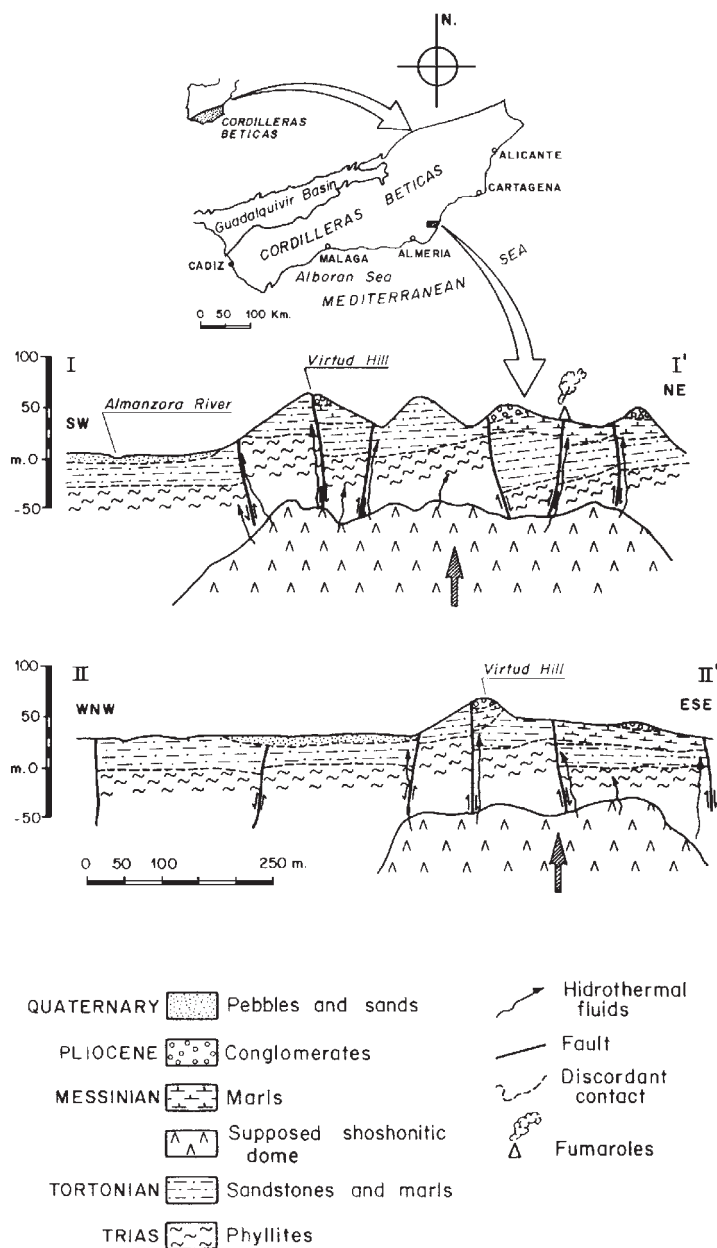 N.
CORDILLERAS
BETICAS
ALICANTE
CARTAGENA
Guadalquivir Basin
CORDILLERAS BETICAS
CADIZ
MALAGA
ALMERIA
SEA
Alboran Sea
MEDITERRANEAN
0 50 100 Km.
100
I
Virtud Hill
I'
NE
50
SW
Almanzora River
m. 0
-50
100
II
Virtud Hill
II'
WNW
ESE
50
m. 0
-50
0 50 100 250 m.
QUATERNARY Pebbles and sands
PLIOCENE Conglomerates
MESSINIAN Marls
Supposed shoshonitic
dome
TORTONIAN Sandstones and marls
TRIAS Phyllites
Hidrothermal
fluids
Fault
Discordant
contact
Fumaroles